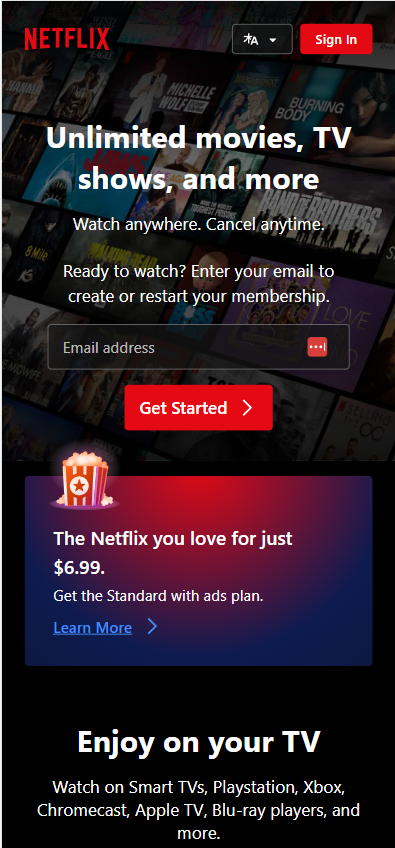 NETFLIX
Sign In
MICHELLE
WOLF
BURNING
BODY
Unlimited movies, TV
shows, and more
BAND OF BROTHERS
Watch anywhere. Cancel anytime.
8 Mile
Ready to watch? Enter your email to
create or restart your membership.
Email address
Get Started
SELLING
The Netflix you love for just
$6.99.
Get the Standard with ads plan.
Learn More
Enjoy on your TV
Watch on Smart TVs, Playstation, Xbox,
Chromecast, Apple TV, Blu-ray players, and
more.